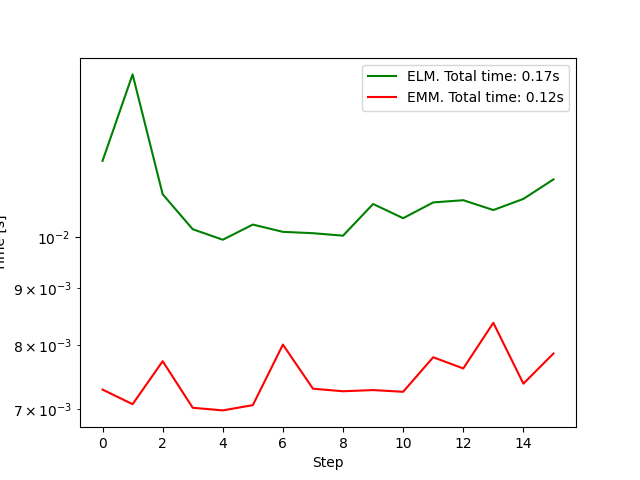 ELM. Total time: 0.17s
EMM. Total time: 0.12s
10⁻²
9 × 10⁻³
8 × 10⁻³
7 × 10⁻³
0 2 4 6 8 10 12 14
Step